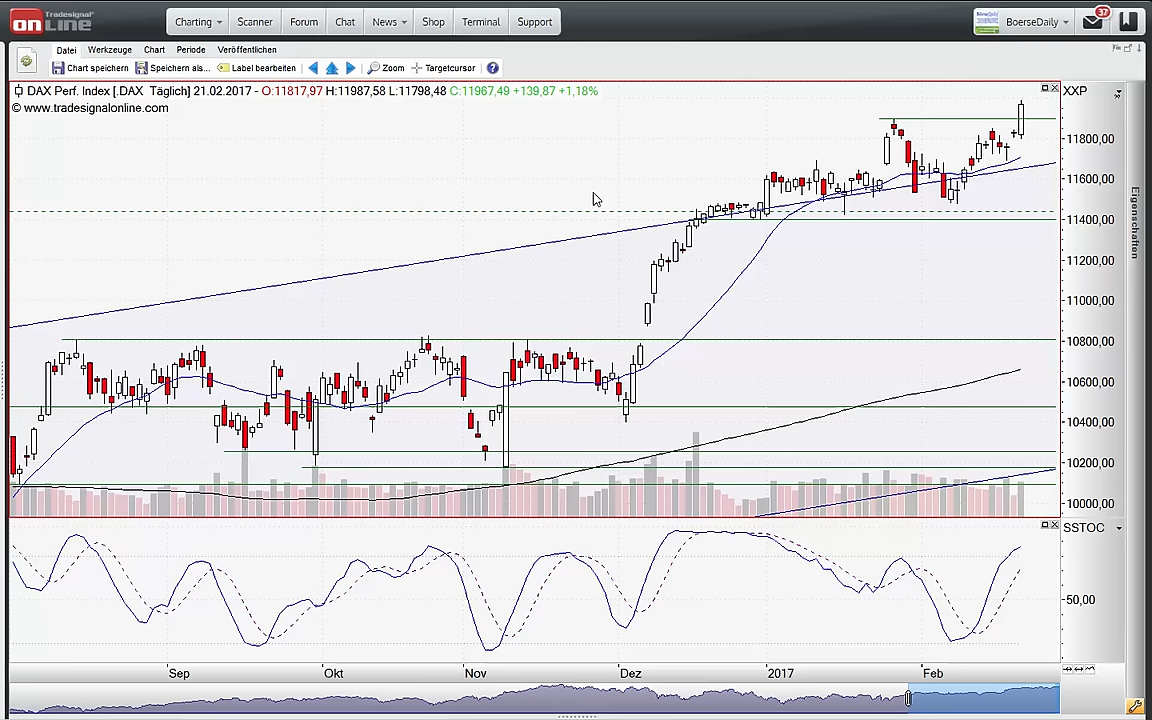 Tradesignal
onLINE
Charting
Scanner
Forum
Chat
News
Shop
Terminal
Support
BoerseDaily
37
Datei Werkzeuge Chart Periode Veröffentlichen
Chart speichern Speichern als... Label bearbeiten Zoom Targetcursor ?
DAX Perf. Index [.DAX Täglich] 21.02.2017 - O:11817,97 H:11987,58 L:11798,48 C:11967,49 +139,87 +1,18%
© www.tradesignalonline.com
XXP
11800,00
11600,00
11400,00
11200,00
11000,00
10800,00
10600,00
10400,00
10200,00
10000,00
Eigenschaften
SSTOC
50,00
Sep Okt Nov Dez 2017 Feb